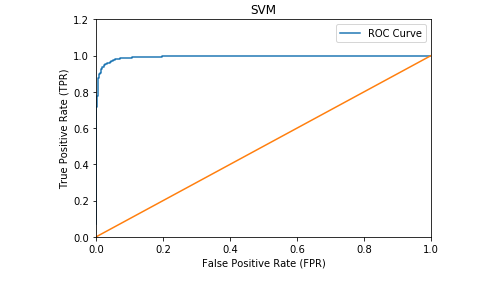 SVM
ROC Curve
True Positive Rate (TPR)
1.2
1.0
0.8
0.6
0.4
0.2
0.0
0.0 0.2 0.4 0.6 0.8 1.0
False Positive Rate (FPR)